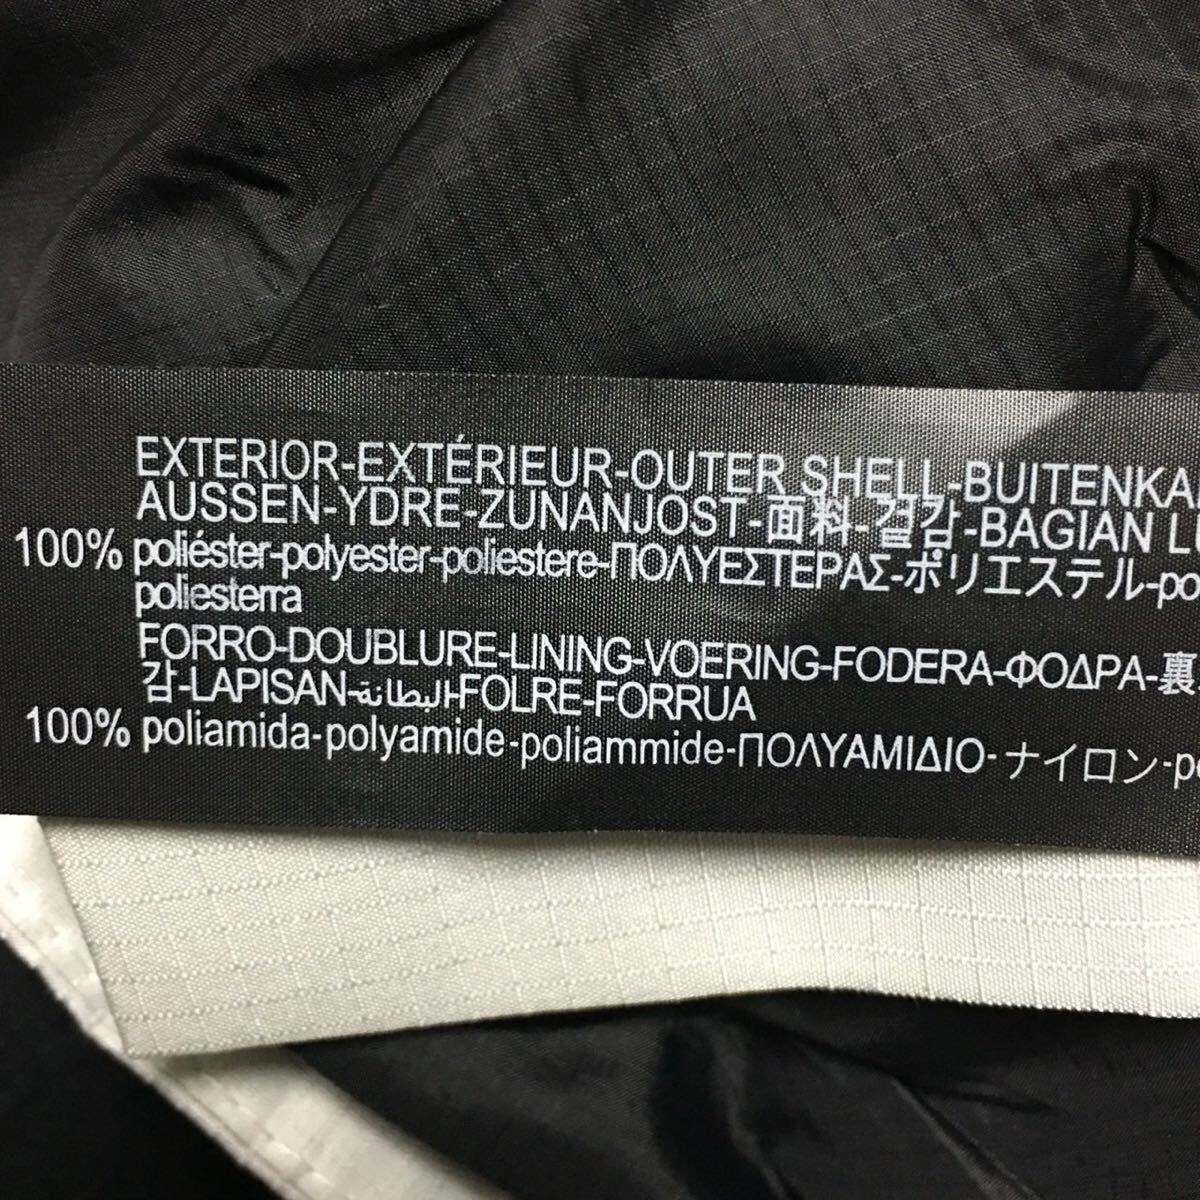 EXTERIOR-EXTÉRIEUR-OUTER SHELL-BUITENKA
AUSSEN-YDRE-ZUNANJOST-面料-겉감-BAGIAN LU
100% poliéster-polyester-poliestere-ΠΟΛΥΕΣΤΕΡΑΣ-ポリエステル-po
poliesterra
FORRO-DOUBLURE-LINING-VOERING-FODERA-ΦΟΔΡΑ-裏
감-LAPISAN-البطانة-FOLRE-FORRUA
100% poliamida-polyamide-poliammide-ΠΟΛΥΑΜΙΔΙΟ-ナイロン-po